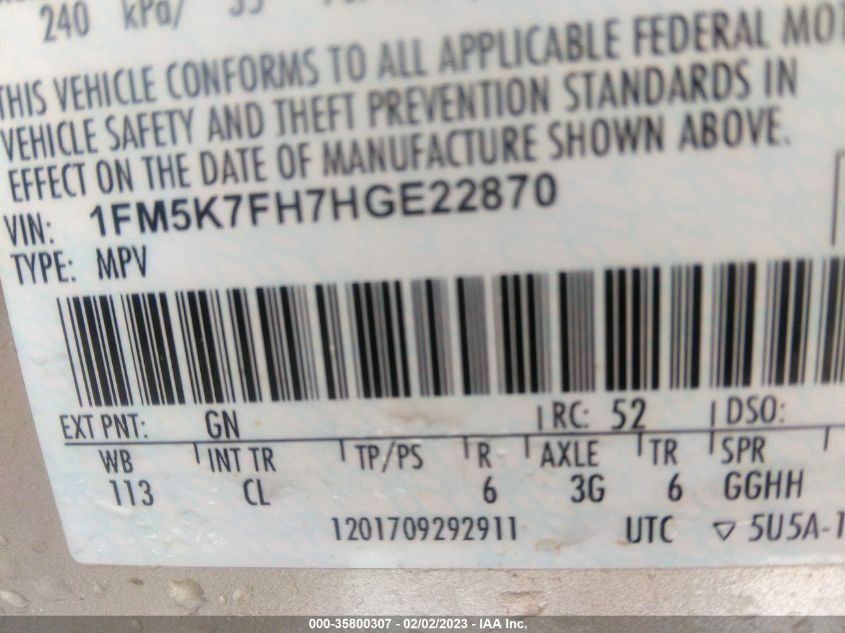 240 kPa/ 35
THIS VEHICLE CONFORMS TO ALL APPLICABLE FEDERAL MOT
VEHICLE SAFETY AND THEFT PREVENTION STANDARDS IN
EFFECT ON THE DATE OF MANUFACTURE SHOWN ABOVE.
VIN: 1FM5K7FH7HGE22870
TYPE: MPV
EXT PNT: GN RC: 52 DSO:
WB INT TR TP/PS R AXLE TR SPR
113 CL 6 3G 6 GGHH
1201709292911 UTC ▽ 5U5A-1
000-35800307 - 02/02/2023 - IAA Inc.